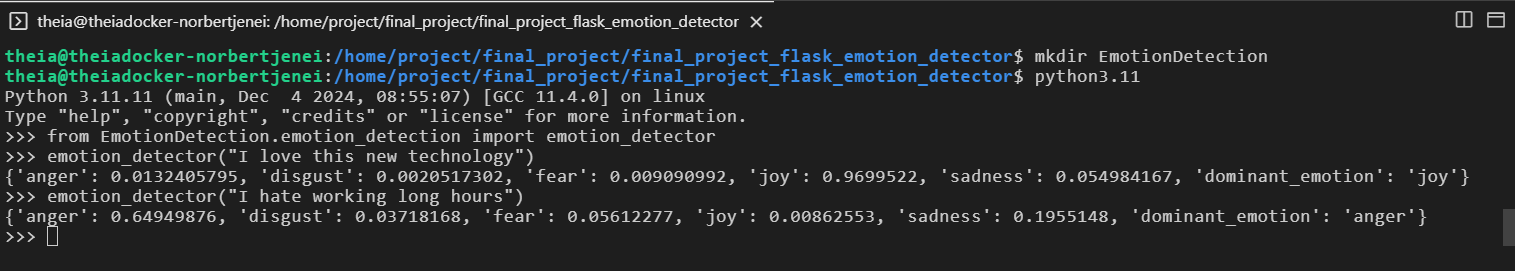 theia@theiadocker-norbertjenei: /home/project/final_project/final_project_flask_emotion_detector
theia@theiadocker-norbertjenei:/home/project/final_project/final_project_flask_emotion_detector$ mkdir EmotionDetection
theia@theiadocker-norbertjenei:/home/project/final_project/final_project_flask_emotion_detector$ python3.11
Python 3.11.11 (main, Dec  4 2024, 08:55:07) [GCC 11.4.0] on linux
Type "help", "copyright", "credits" or "license" for more information.
>>> from EmotionDetection.emotion_detection import emotion_detector
>>> emotion_detector("I love this new technology")
{'anger': 0.0132405795, 'disgust': 0.0020517302, 'fear': 0.009090992, 'joy': 0.9699522, 'sadness': 0.054984167, 'dominant_emotion': 'joy'}
>>> emotion_detector("I hate working long hours")
{'anger': 0.64949876, 'disgust': 0.03718168, 'fear': 0.05612277, 'joy': 0.00862553, 'sadness': 0.1955148, 'dominant_emotion': 'anger'}
>>>